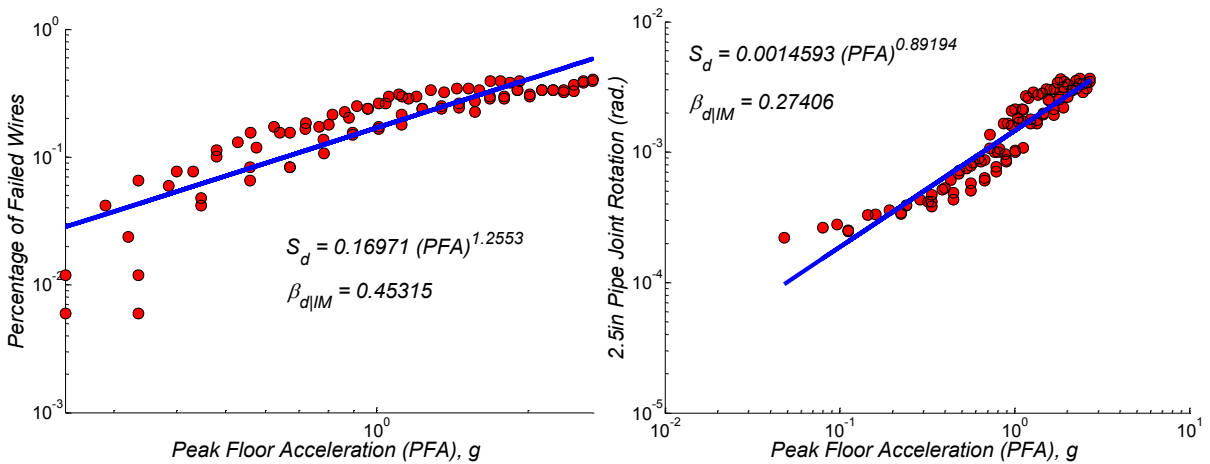 Percentage of Failed Wires
10^0
10^-1
10^-2
10^-3
S_d = 0.16971 (PFA)^1.2553
β_d|IM = 0.45315
10^0
Peak Floor Acceleration (PFA), g
2.5in Pipe Joint Rotation (rad.)
10^-2
10^-3
10^-4
10^-5
S_d = 0.0014593 (PFA)^0.89194
β_d|IM = 0.27406
10^-2 10^-1 10^0 10^1
Peak Floor Acceleration (PFA), g